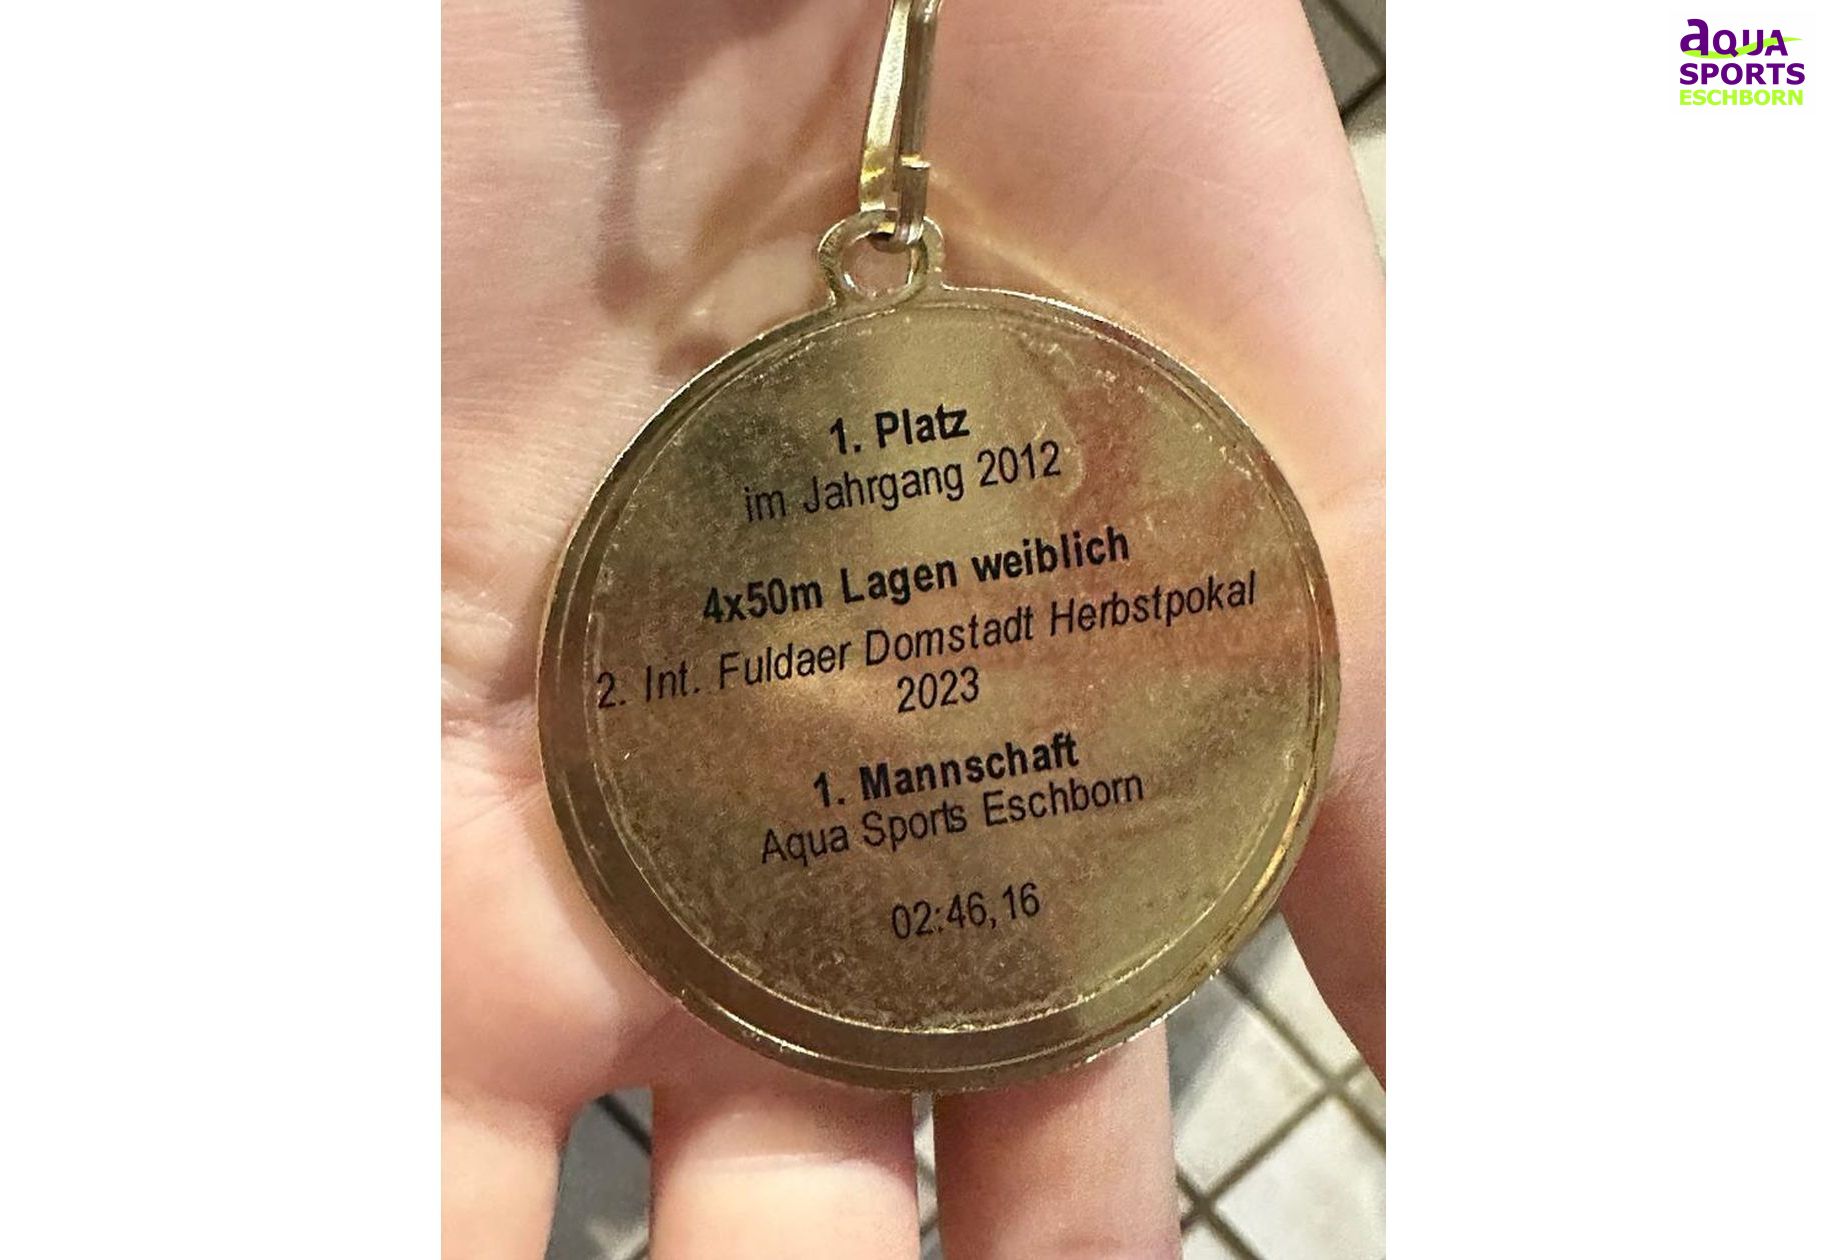 aQUA
SPORTS
ESCHBORN
1. Platz
im Jahrgang 2012
4x50m Lagen weiblich
2. Int. Fuldaer Domstadt Herbstpokal
2023
1. Mannschaft
Aqua Sports Eschborn
02:46,16